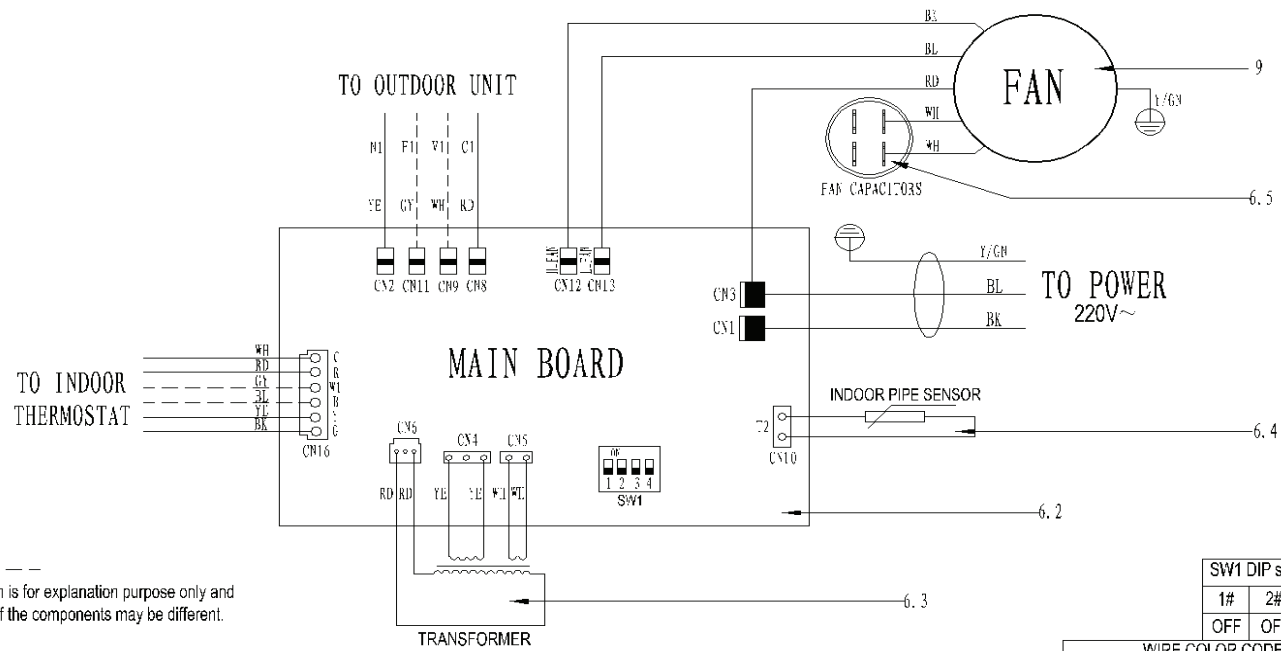 BK
BL
RD
WH
WH
FAN
9
Y/GN
FAN CAPACITORS
6.5
TO OUTDOOR UNIT
N1 F1 V1 C1
YE GY WH RD
H-FAN L-FAN
CN2 CN11 CN9 CN8 CN12 CN13
Y/GN
BL
BK
TO POWER
220V~
CN3
CN1
MAIN BOARD
TO INDOOR
THERMOSTAT
WH C
RD R
GY W1
BL B
YE Y
BK G
CN16
INDOOR PIPE SENSOR
T2
CN10
6.4
CN6 CN4 CN5
RD RD YE YE WH WH
ON
1 2 3 4
SW1
6.2
6.3
TRANSFORMER
n is for explanation purpose only and
f the components may be different.
SW1 DIP s
1# 2#
OFF OF
WIRE COLOR CODE